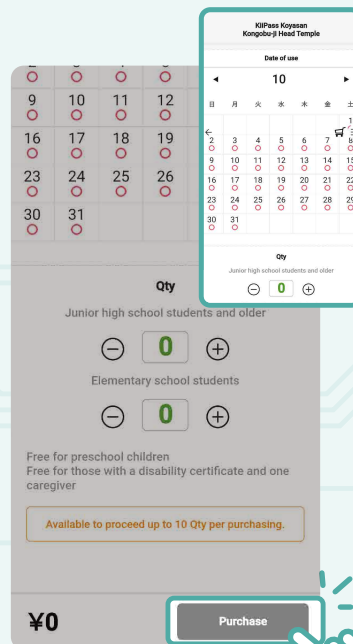 KiiPass Koyasan
Kongobu-ji Head Temple
Date of use
10
日 月 火 水 木 金 土
1
2 3 4 5 6 7 8
9 10 11 12 13 14 15
16 17 18 19 20 21 22
23 24 25 26 27 28 29
30 31
Qty
Junior high school students and older
0
9 10 11 12
16 17 18 19
23 24 25 26
30 31
Qty
Junior high school students and older
0
Elementary school students
0
Free for preschool children
Free for those with a disability certificate and one
caregiver
Available to proceed up to 10 Qty per purchasing.
¥0
Purchase